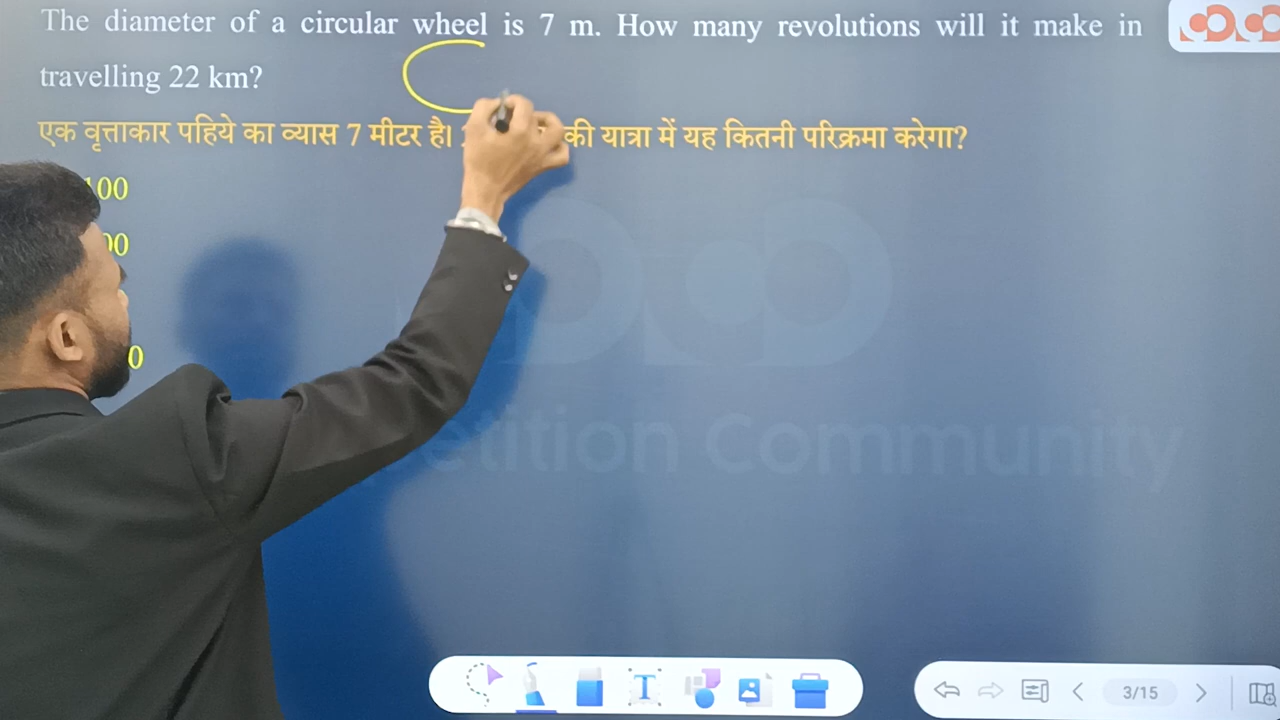 The diameter of a circular wheel is 7 m. How many revolutions will it make in
travelling 22 km?
एक वृत्ताकार पहिये का व्यास 7 मीटर है। की यात्रा में यह कितनी परिक्रमा करेगा?
Community
T
3/15